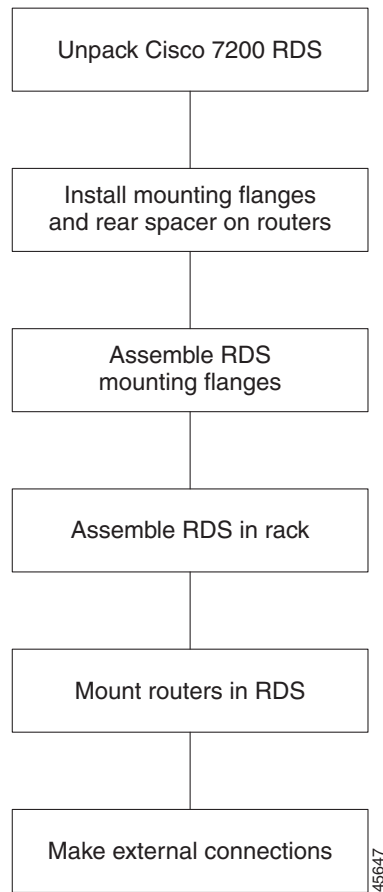 Unpack Cisco 7200 RDS
Install mounting flanges
and rear spacer on routers
Assemble RDS
mounting flanges
Assemble RDS in rack
Mount routers in RDS
Make external connections
45647